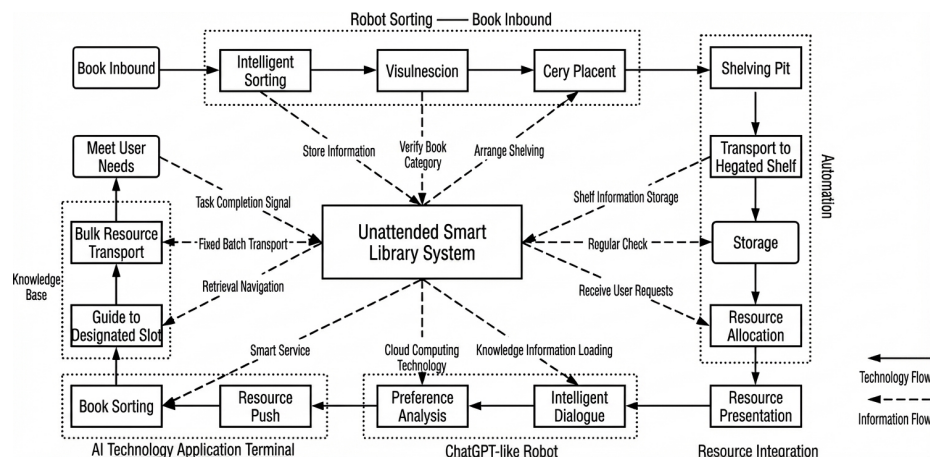 Robot Sorting —— Book Inbound
Book Inbound
Intelligent
Sorting
Visulnescion
Cery Placent
Shelving Pit
Store Information
Verify Book
Category
Arrange Shelving
Meet User
Needs
Transport to
Hegated Shelf
Automation
Task Completion Signal
Shelf Information Storage
Bulk Resource
Transport
Fixed Batch Transport
Unattended Smart
Library System
Regular Check
Storage
Knowledge
Base
Retrieval Navigation
Receive User Requests
Guide to
Designated Slot
Resource
Allocation
Smart Service
Cloud Computing
Technology
Knowledge Information Loading
Technology Flow
Book Sorting
Resource
Push
Preference
Analysis
Intelligent
Dialogue
Resource
Presentation
Information Flow
AI Technology Application Terminal
ChatGPT-like Robot
Resource Integration